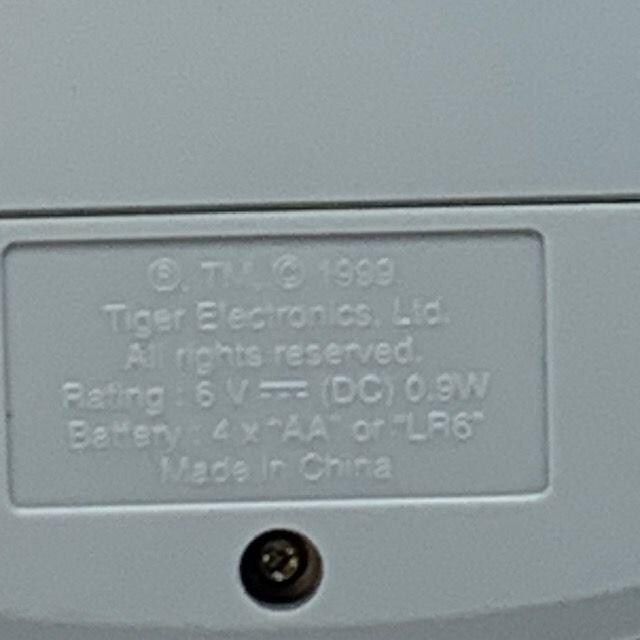 ®, TM, © 1999.
Tiger Electronics, Ltd.
All rights reserved.
Rating : 6 V ⎓ (DC) 0.9W
Battery : 4 x "AA" or "LR6"
Made in China